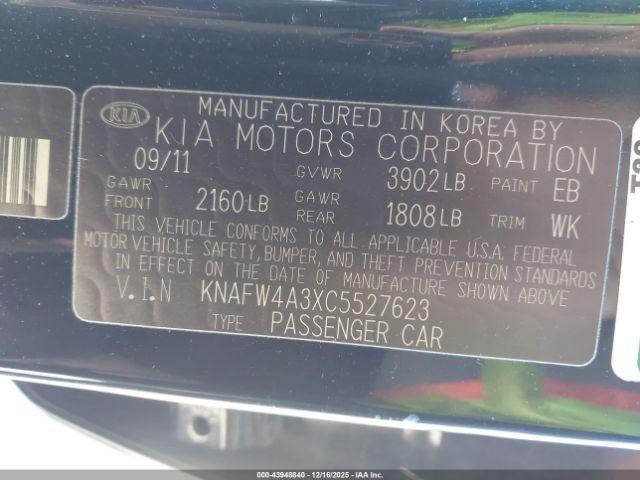 KIA
MANUFACTURED IN KOREA BY
KIA MOTORS CORPORATION
09/11 GVWR 3902LB PAINT EB
GAWR FRONT 2160LB GAWR REAR 1808LB TRIM WK
THIS VEHICLE CONFORMS TO ALL APPLICABLE U.S.A. FEDERAL
MOTOR VEHICLE SAFETY, BUMPER, AND THEFT PREVENTION STANDARDS
IN EFFECT ON THE DATE OF MANUFACTURE SHOWN ABOVE
V.I.N KNAFW4A3XC5527623
TYPE PASSENGER CAR
000-43948840 - 12/16/2025 - IAA Inc.